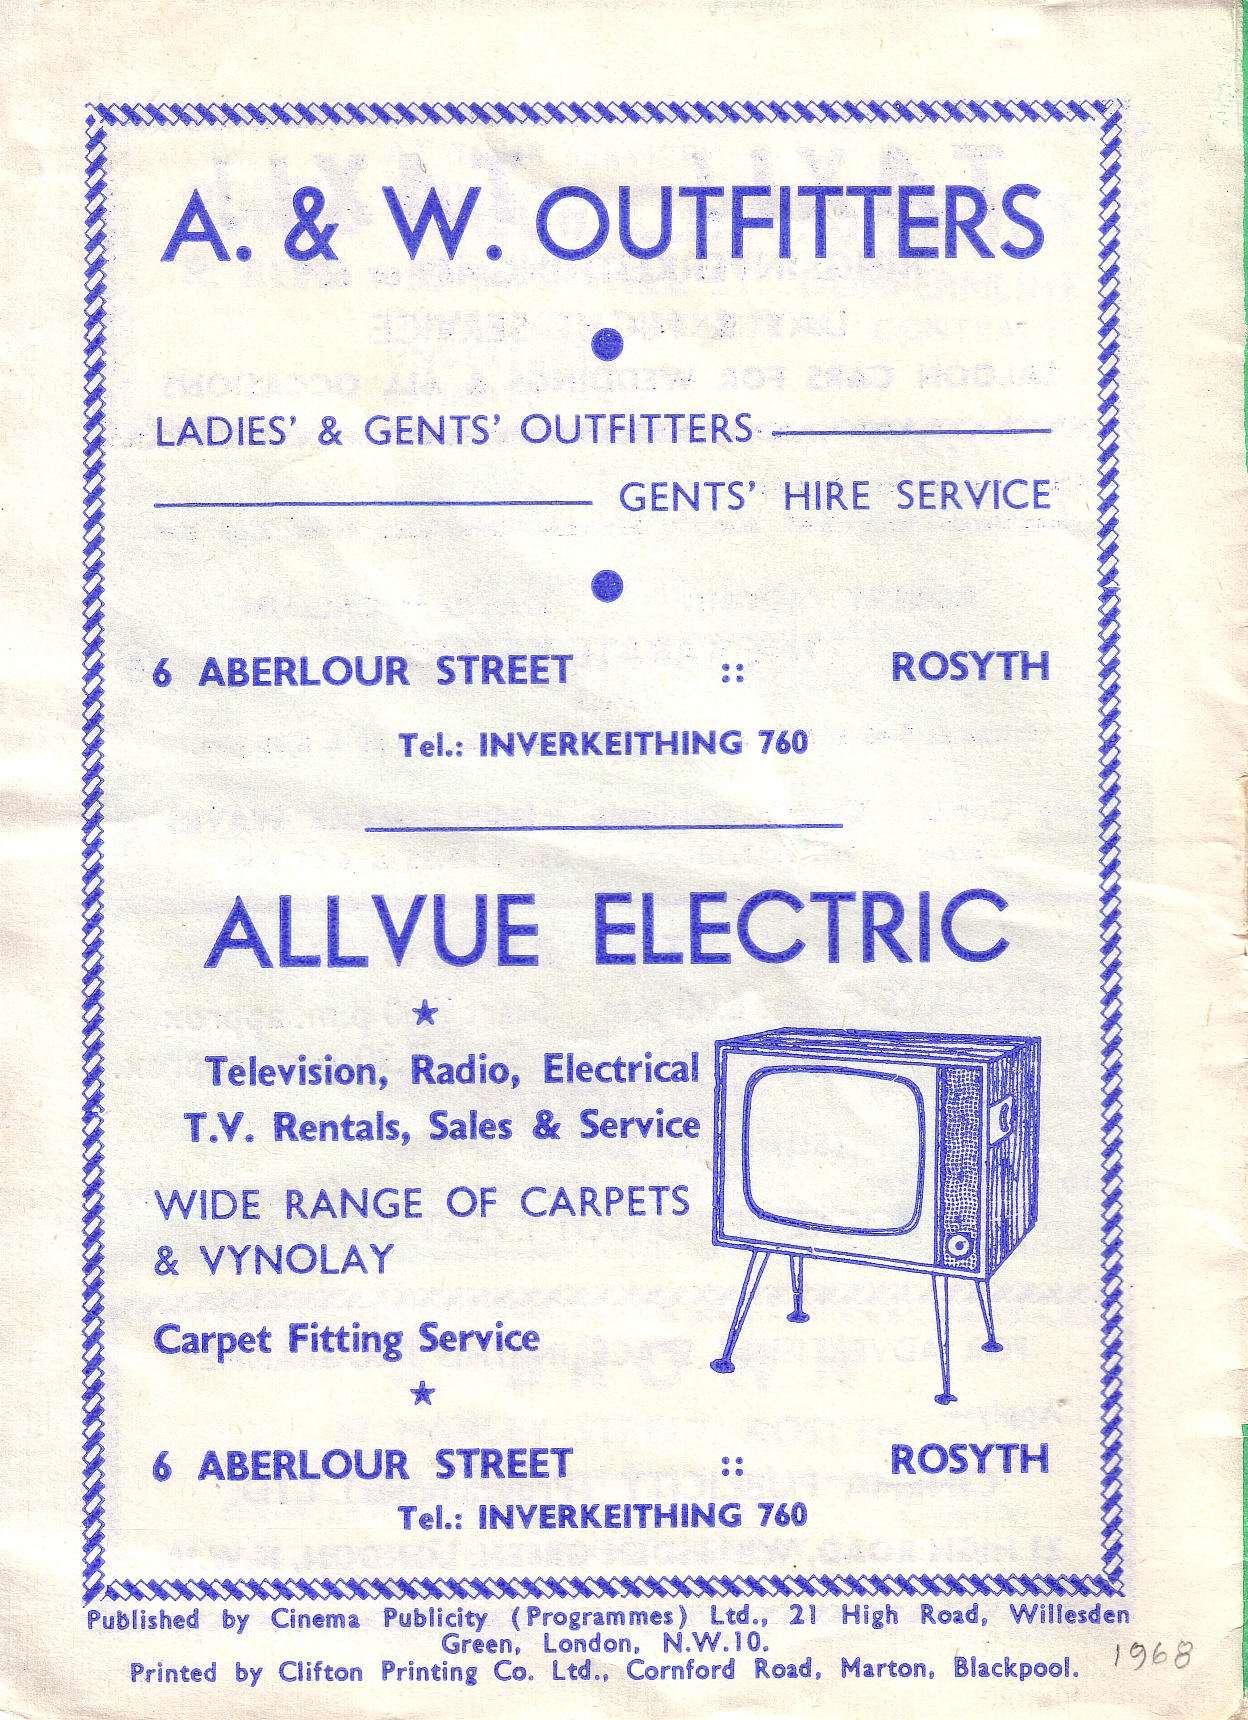 A. & W. OUTFITTERS
LADIES' & GENTS' OUTFITTERS
GENTS' HIRE SERVICE
6 ABERLOUR STREET :: ROSYTH
Tel.: INVERKEITHING 760
ALLVUE ELECTRIC
Television, Radio, Electrical
T.V. Rentals, Sales & Service
WIDE RANGE OF CARPETS
& VYNOLAY
Carpet Fitting Service
6 ABERLOUR STREET :: ROSYTH
Tel.: INVERKEITHING 760
Published by Cinema Publicity (Programmes) Ltd., 21 High Road, Willesden
Green, London, N.W.10.
Printed by Clifton Printing Co. Ltd., Cornford Road, Marton, Blackpool.
1968